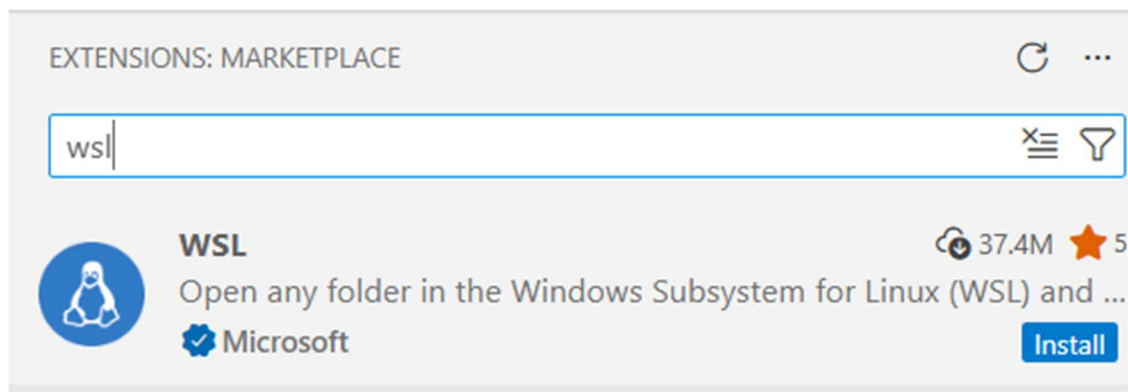 EXTENSIONS: MARKETPLACE
wsl
WSL 37.4M 5
Open any folder in the Windows Subsystem for Linux (WSL) and ...
Microsoft Install